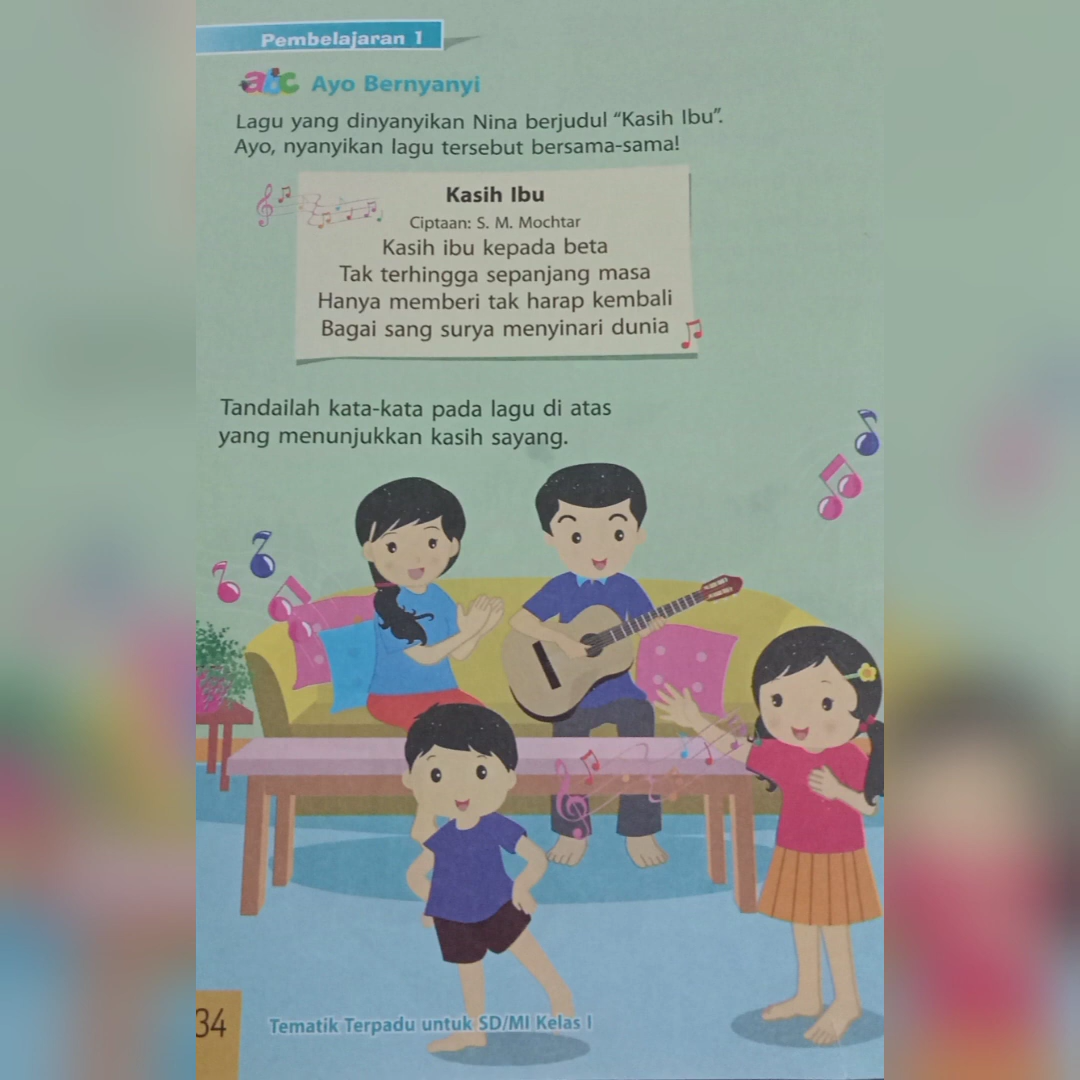 Pembelajaran 1
abc Ayo Bernyanyi
Lagu yang dinyanyikan Nina berjudul “Kasih Ibu”.
Ayo, nyanyikan lagu tersebut bersama-sama!
Kasih Ibu
Ciptaan: S. M. Mochtar
Kasih ibu kepada beta
Tak terhingga sepanjang masa
Hanya memberi tak harap kembali
Bagai sang surya menyinari dunia
Tandailah kata-kata pada lagu di atas
yang menunjukkan kasih sayang.
34
Tematik Terpadu untuk SD/MI Kelas I